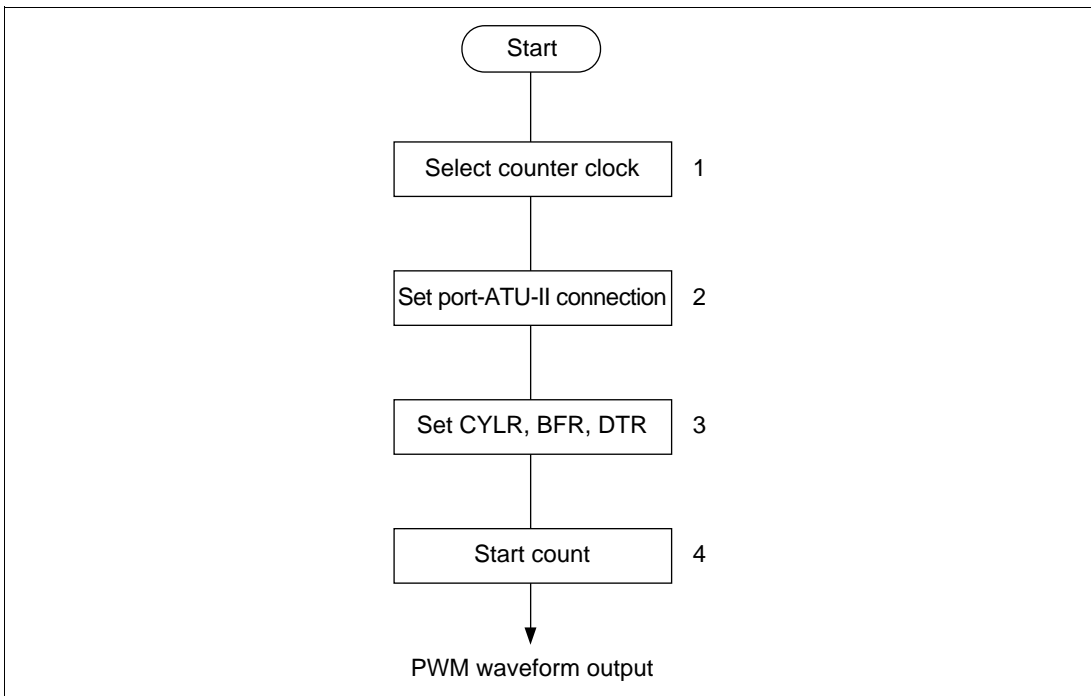 Start
Select counter clock 1
Set port-ATU-II connection 2
Set CYLR, BFR, DTR 3
Start count 4
PWM waveform output